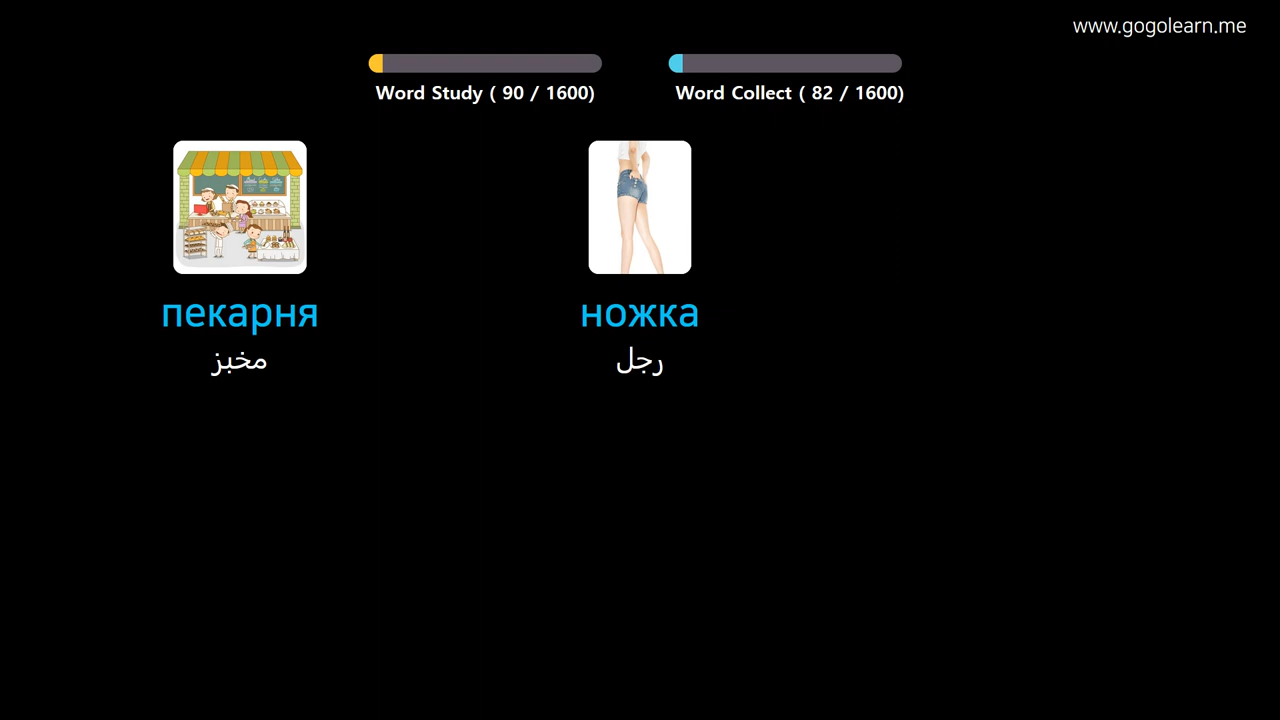 www.gogolearn.me
Word Study ( 90 / 1600)
Word Collect ( 82 / 1600)
пекарня
مخبز
ножка
رجل